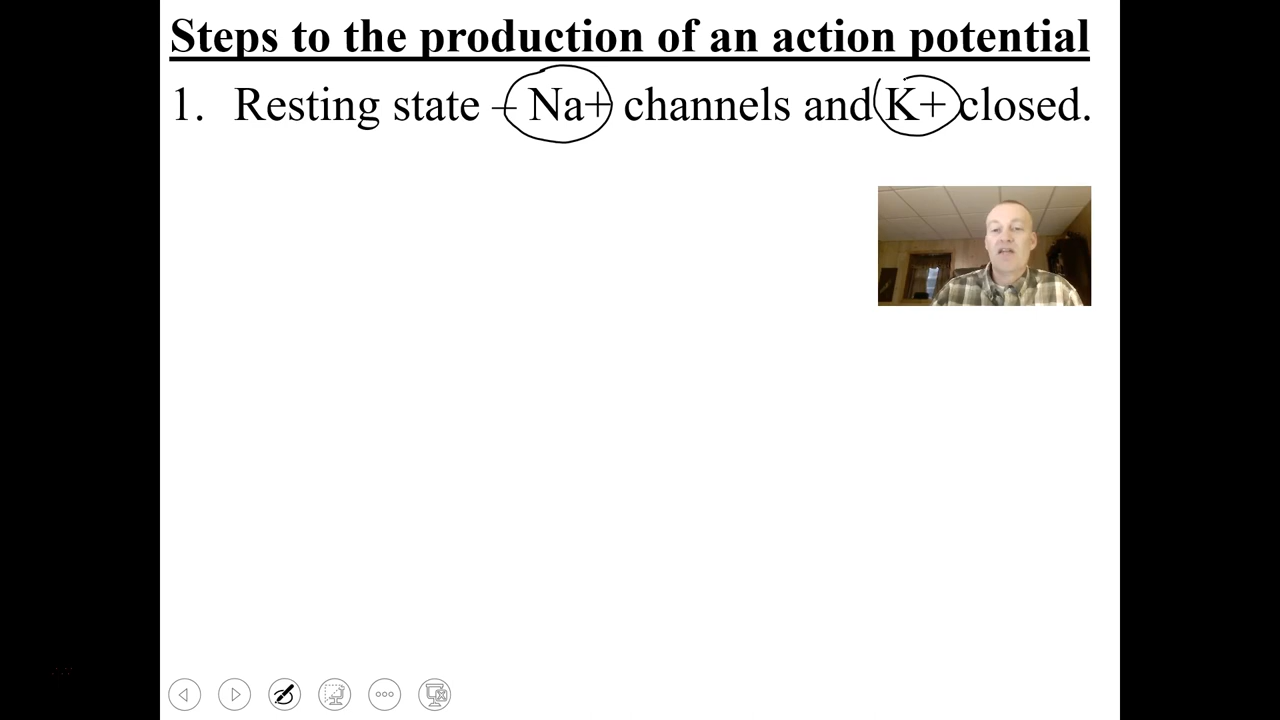 Steps to the production of an action potential
1. Resting state – Na+ channels and K+ closed.